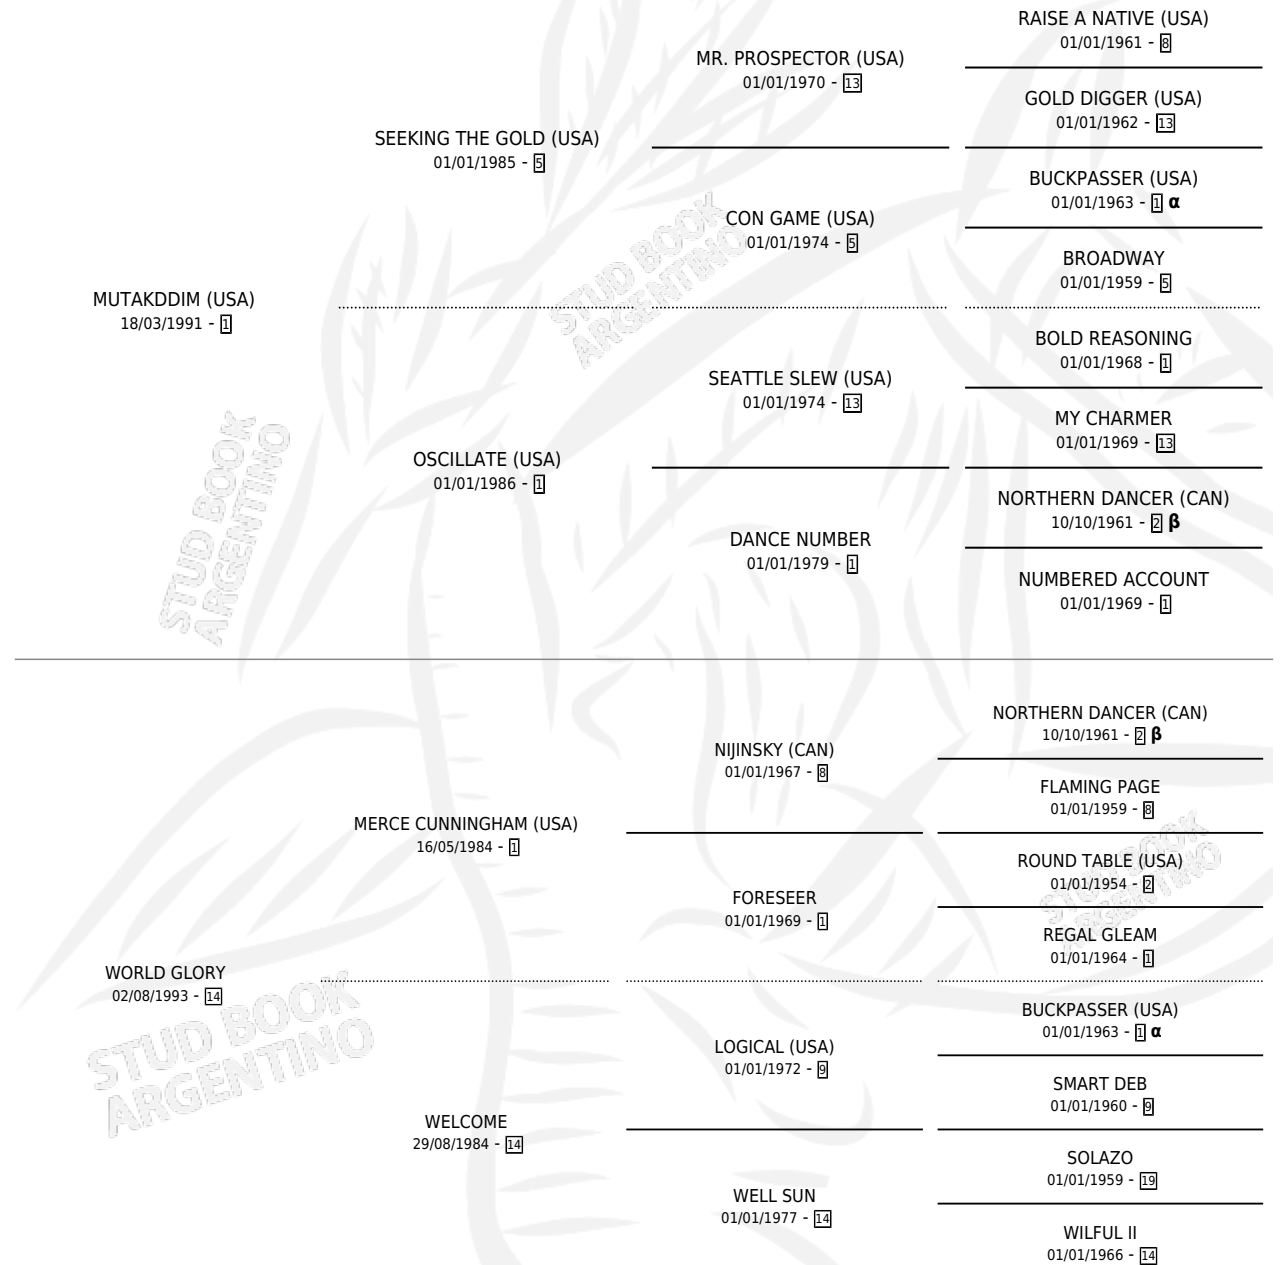 RAISE A NATIVE (USA)
01/01/1961 - 8
MR. PROSPECTOR (USA)
01/01/1970 - 13
GOLD DIGGER (USA)
01/01/1962 - 13
SEEKING THE GOLD (USA)
01/01/1985 - 5
BUCKPASSER (USA)
01/01/1963 - 1 α
CON GAME (USA)
01/01/1974 - 5
BROADWAY
01/01/1959 - 5
MUTAKDDIM (USA)
18/03/1991 - 1
BOLD REASONING
01/01/1968 - 1
SEATTLE SLEW (USA)
01/01/1974 - 13
MY CHARMER
01/01/1969 - 13
OSCILLATE (USA)
01/01/1986 - 1
NORTHERN DANCER (CAN)
10/10/1961 - 2 β
DANCE NUMBER
01/01/1979 - 1
NUMBERED ACCOUNT
01/01/1969 - 1
NORTHERN DANCER (CAN)
10/10/1961 - 2 β
NIJINSKY (CAN)
01/01/1967 - 8
FLAMING PAGE
01/01/1959 - 8
MERCE CUNNINGHAM (USA)
16/05/1984 - 1
ROUND TABLE (USA)
01/01/1954 - 2
FORESEER
01/01/1969 - 1
REGAL GLEAM
01/01/1964 - 1
WORLD GLORY
02/08/1993 - 14
BUCKPASSER (USA)
01/01/1963 - 1 α
LOGICAL (USA)
01/01/1972 - 9
SMART DEB
01/01/1960 - 9
WELCOME
29/08/1984 - 14
SOLAZO
01/01/1959 - 19
WELL SUN
01/01/1977 - 14
WILFUL II
01/01/1966 - 14
STUD BOOK
ARGENTINO
STUD BOOK
ARGENTINO
STUD BOOK
ARGENTINO
STUD BOOK
ARGENTINO